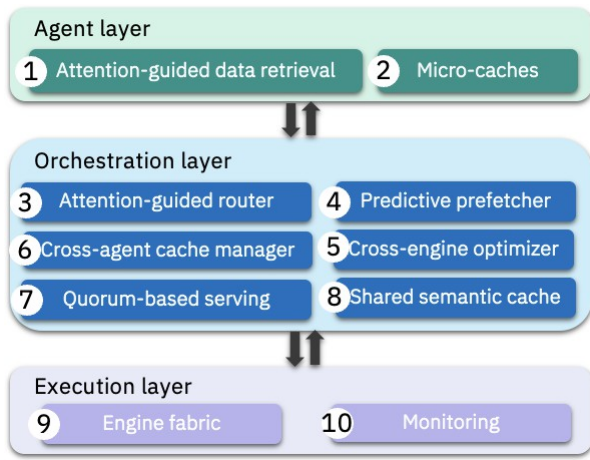 Agent layer
1 Attention-guided data retrieval 2 Micro-caches
Orchestration layer
3 Attention-guided router 4 Predictive prefetcher
6 Cross-agent cache manager 5 Cross-engine optimizer
7 Quorum-based serving 8 Shared semantic cache
Execution layer
9 Engine fabric 10 Monitoring